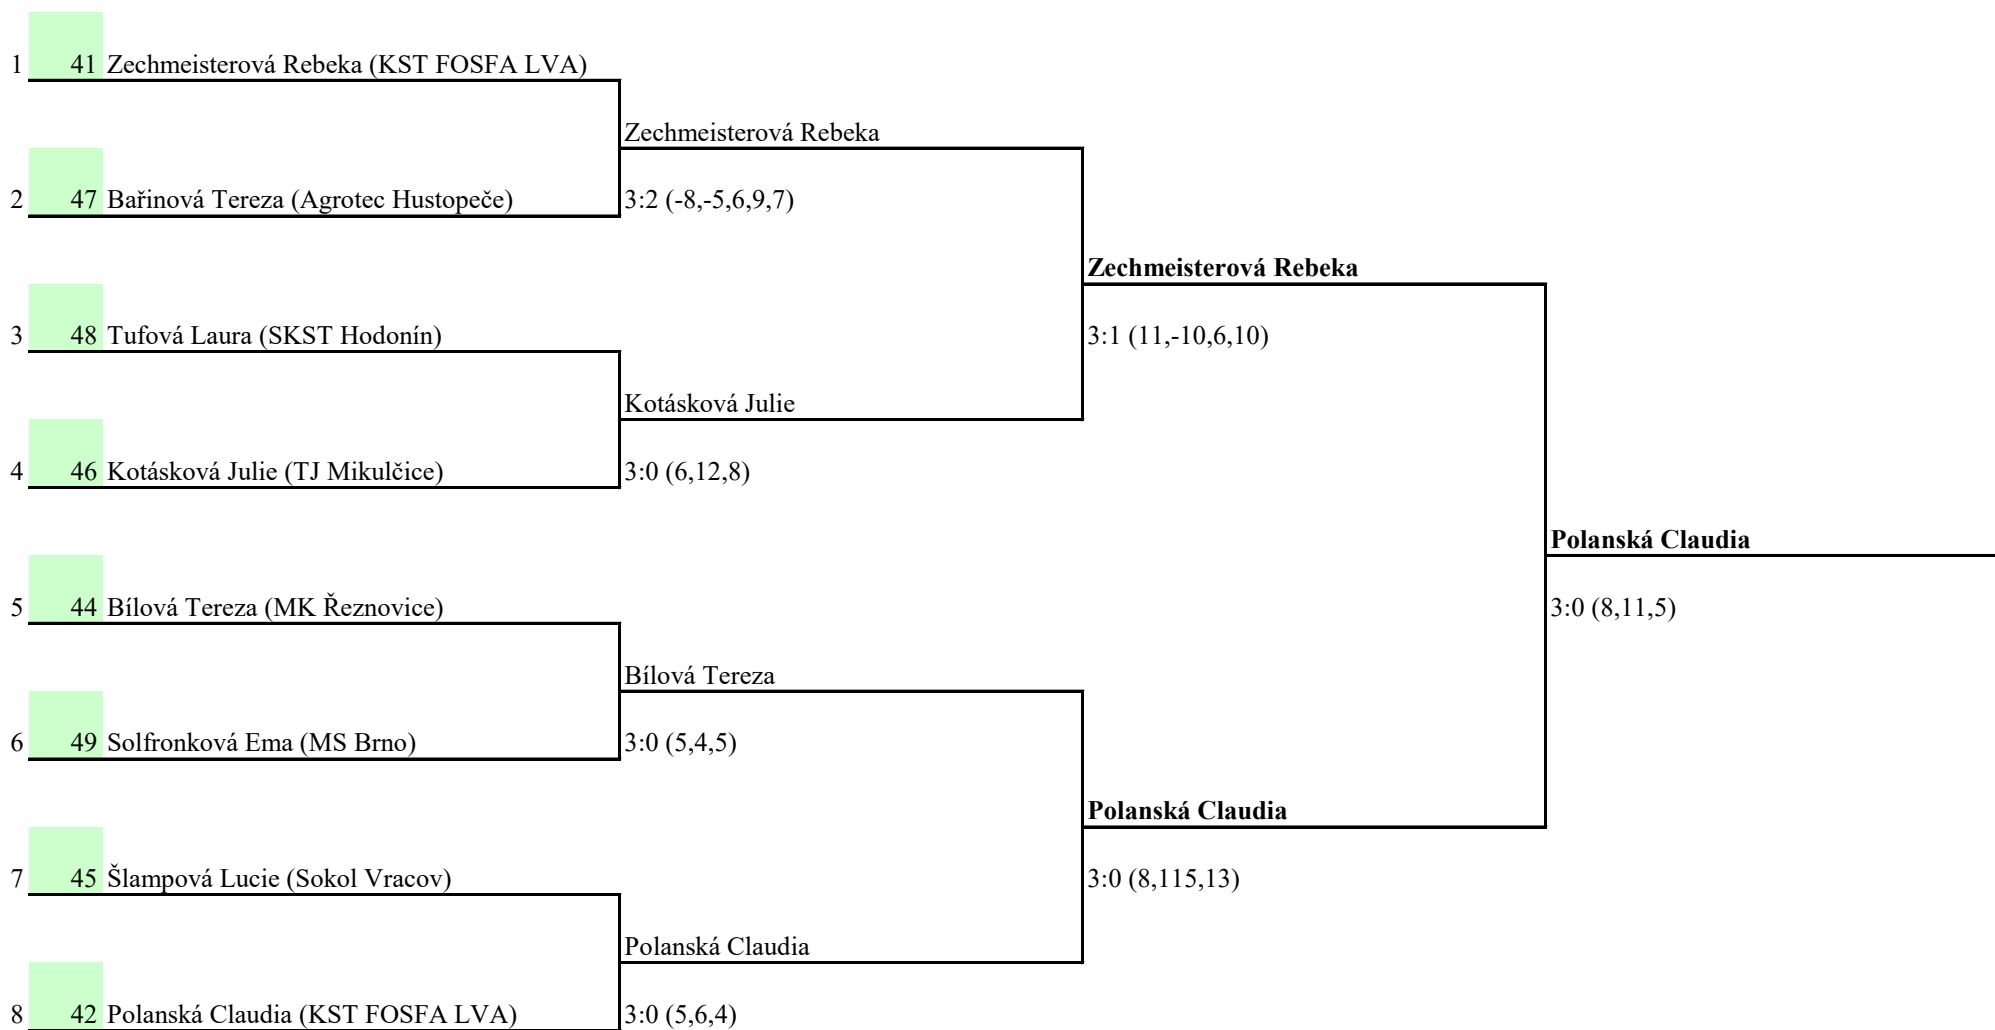 1 41 Zechmeisterová Rebeka (KST FOSFA LVA)
Zechmeisterová Rebeka
2 47 Bařinová Tereza (Agrotec Hustopeče) 3:2 (-8,-5,6,9,7)
Zechmeisterová Rebeka
3 48 Tufová Laura (SKST Hodonín) 3:1 (11,-10,6,10)
Kotásková Julie
4 46 Kotásková Julie (TJ Mikulčice) 3:0 (6,12,8)
Polanská Claudia
5 44 Bílová Tereza (MK Řeznovice) 3:0 (8,11,5)
Bílová Tereza
6 49 Solfronková Ema (MS Brno) 3:0 (5,4,5)
Polanská Claudia
7 45 Šlampová Lucie (Sokol Vracov) 3:0 (8,115,13)
Polanská Claudia
8 42 Polanská Claudia (KST FOSFA LVA) 3:0 (5,6,4)